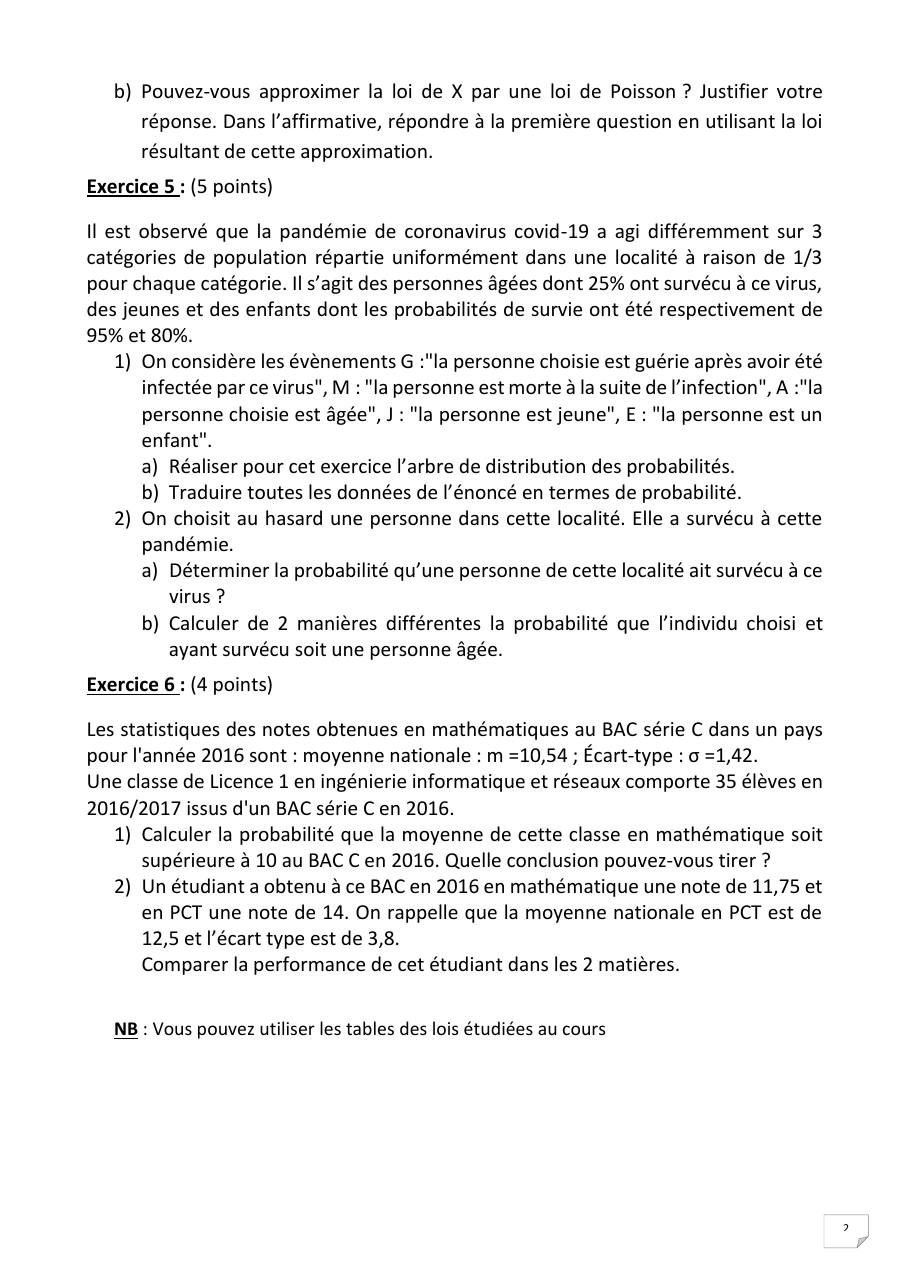 b) Pouvez-vous approximer la loi de X par une loi de Poisson ? Justifier votre
réponse. Dans l’affirmative, répondre à la première question en utilisant la loi
résultant de cette approximation.
Exercice 5 : (5 points)
Il est observé que la pandémie de coronavirus covid-19 a agi différemment sur 3
catégories de population répartie uniformément dans une localité à raison de 1/3
pour chaque catégorie. Il s’agit des personnes âgées dont 25% ont survécu à ce virus,
des jeunes et des enfants dont les probabilités de survie ont été respectivement de
95% et 80%.
1) On considère les évènements G :"la personne choisie est guérie après avoir été
infectée par ce virus", M : "la personne est morte à la suite de l’infection", A :"la
personne choisie est âgée", J : "la personne est jeune", E : "la personne est un
enfant".
a) Réaliser pour cet exercice l’arbre de distribution des probabilités.
b) Traduire toutes les données de l’énoncé en termes de probabilité.
2) On choisit au hasard une personne dans cette localité. Elle a survécu à cette
pandémie.
a) Déterminer la probabilité qu’une personne de cette localité ait survécu à ce
virus ?
b) Calculer de 2 manières différentes la probabilité que l’individu choisi et
ayant survécu soit une personne âgée.
Exercice 6 : (4 points)
Les statistiques des notes obtenues en mathématiques au BAC série C dans un pays
pour l'année 2016 sont : moyenne nationale : m =10,54 ; Écart-type : σ =1,42.
Une classe de Licence 1 en ingénierie informatique et réseaux comporte 35 élèves en
2016/2017 issus d'un BAC série C en 2016.
1) Calculer la probabilité que la moyenne de cette classe en mathématique soit
supérieure à 10 au BAC C en 2016. Quelle conclusion pouvez-vous tirer ?
2) Un étudiant a obtenu à ce BAC en 2016 en mathématique une note de 11,75 et
en PCT une note de 14. On rappelle que la moyenne nationale en PCT est de
12,5 et l’écart type est de 3,8.
Comparer la performance de cet étudiant dans les 2 matières.
NB : Vous pouvez utiliser les tables des lois étudiées au cours
2